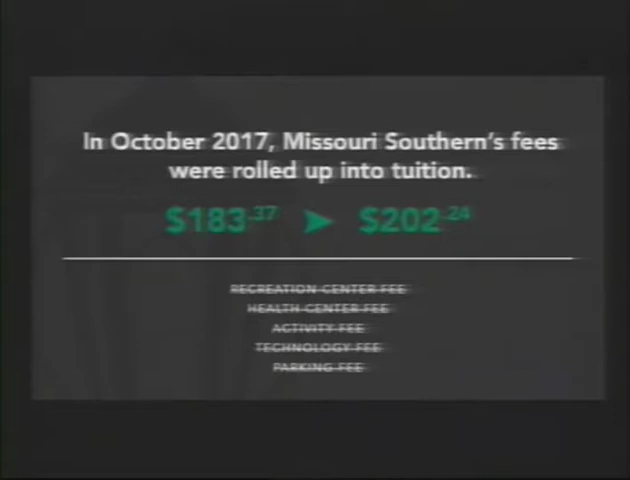 In October 2017, Missouri Southern's fees
were rolled up into tuition.
$183.37 ➤ $202.24
RECREATION CENTER FEE
HEALTH CENTER FEE
ACTIVITY FEE
TECHNOLOGY FEE
PARKING FEE